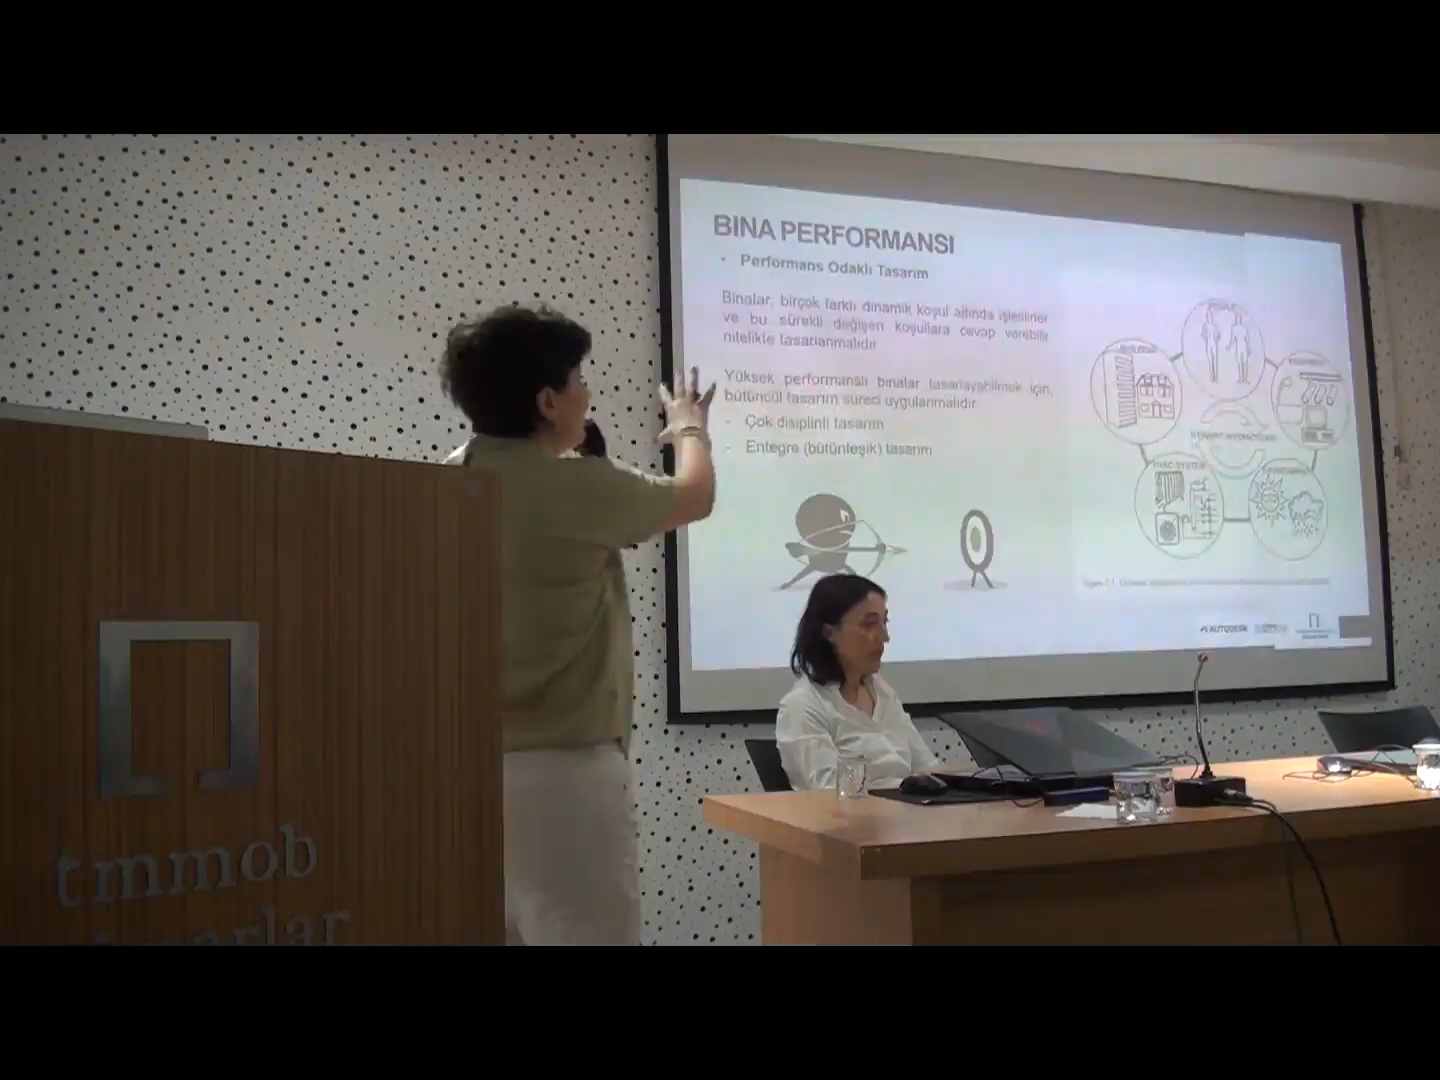 BINA PERFORMANSI
• Performans Odaklı Tasarım
Binalar, birçok farklı dinamik koşul altında işletilirler
ve bu sürekli değişen koşullara cevap verebilir
nitelikte tasarlanmalıdır
Yüksek performanslı binalar tasarlayabilmek için,
bütüncül tasarım süreci uygulanmalıdır
- Çok disiplinli tasarım
- Entegre (bütünleşik) tasarım
HVAC SYSTEM
AUTODESK
tmmob